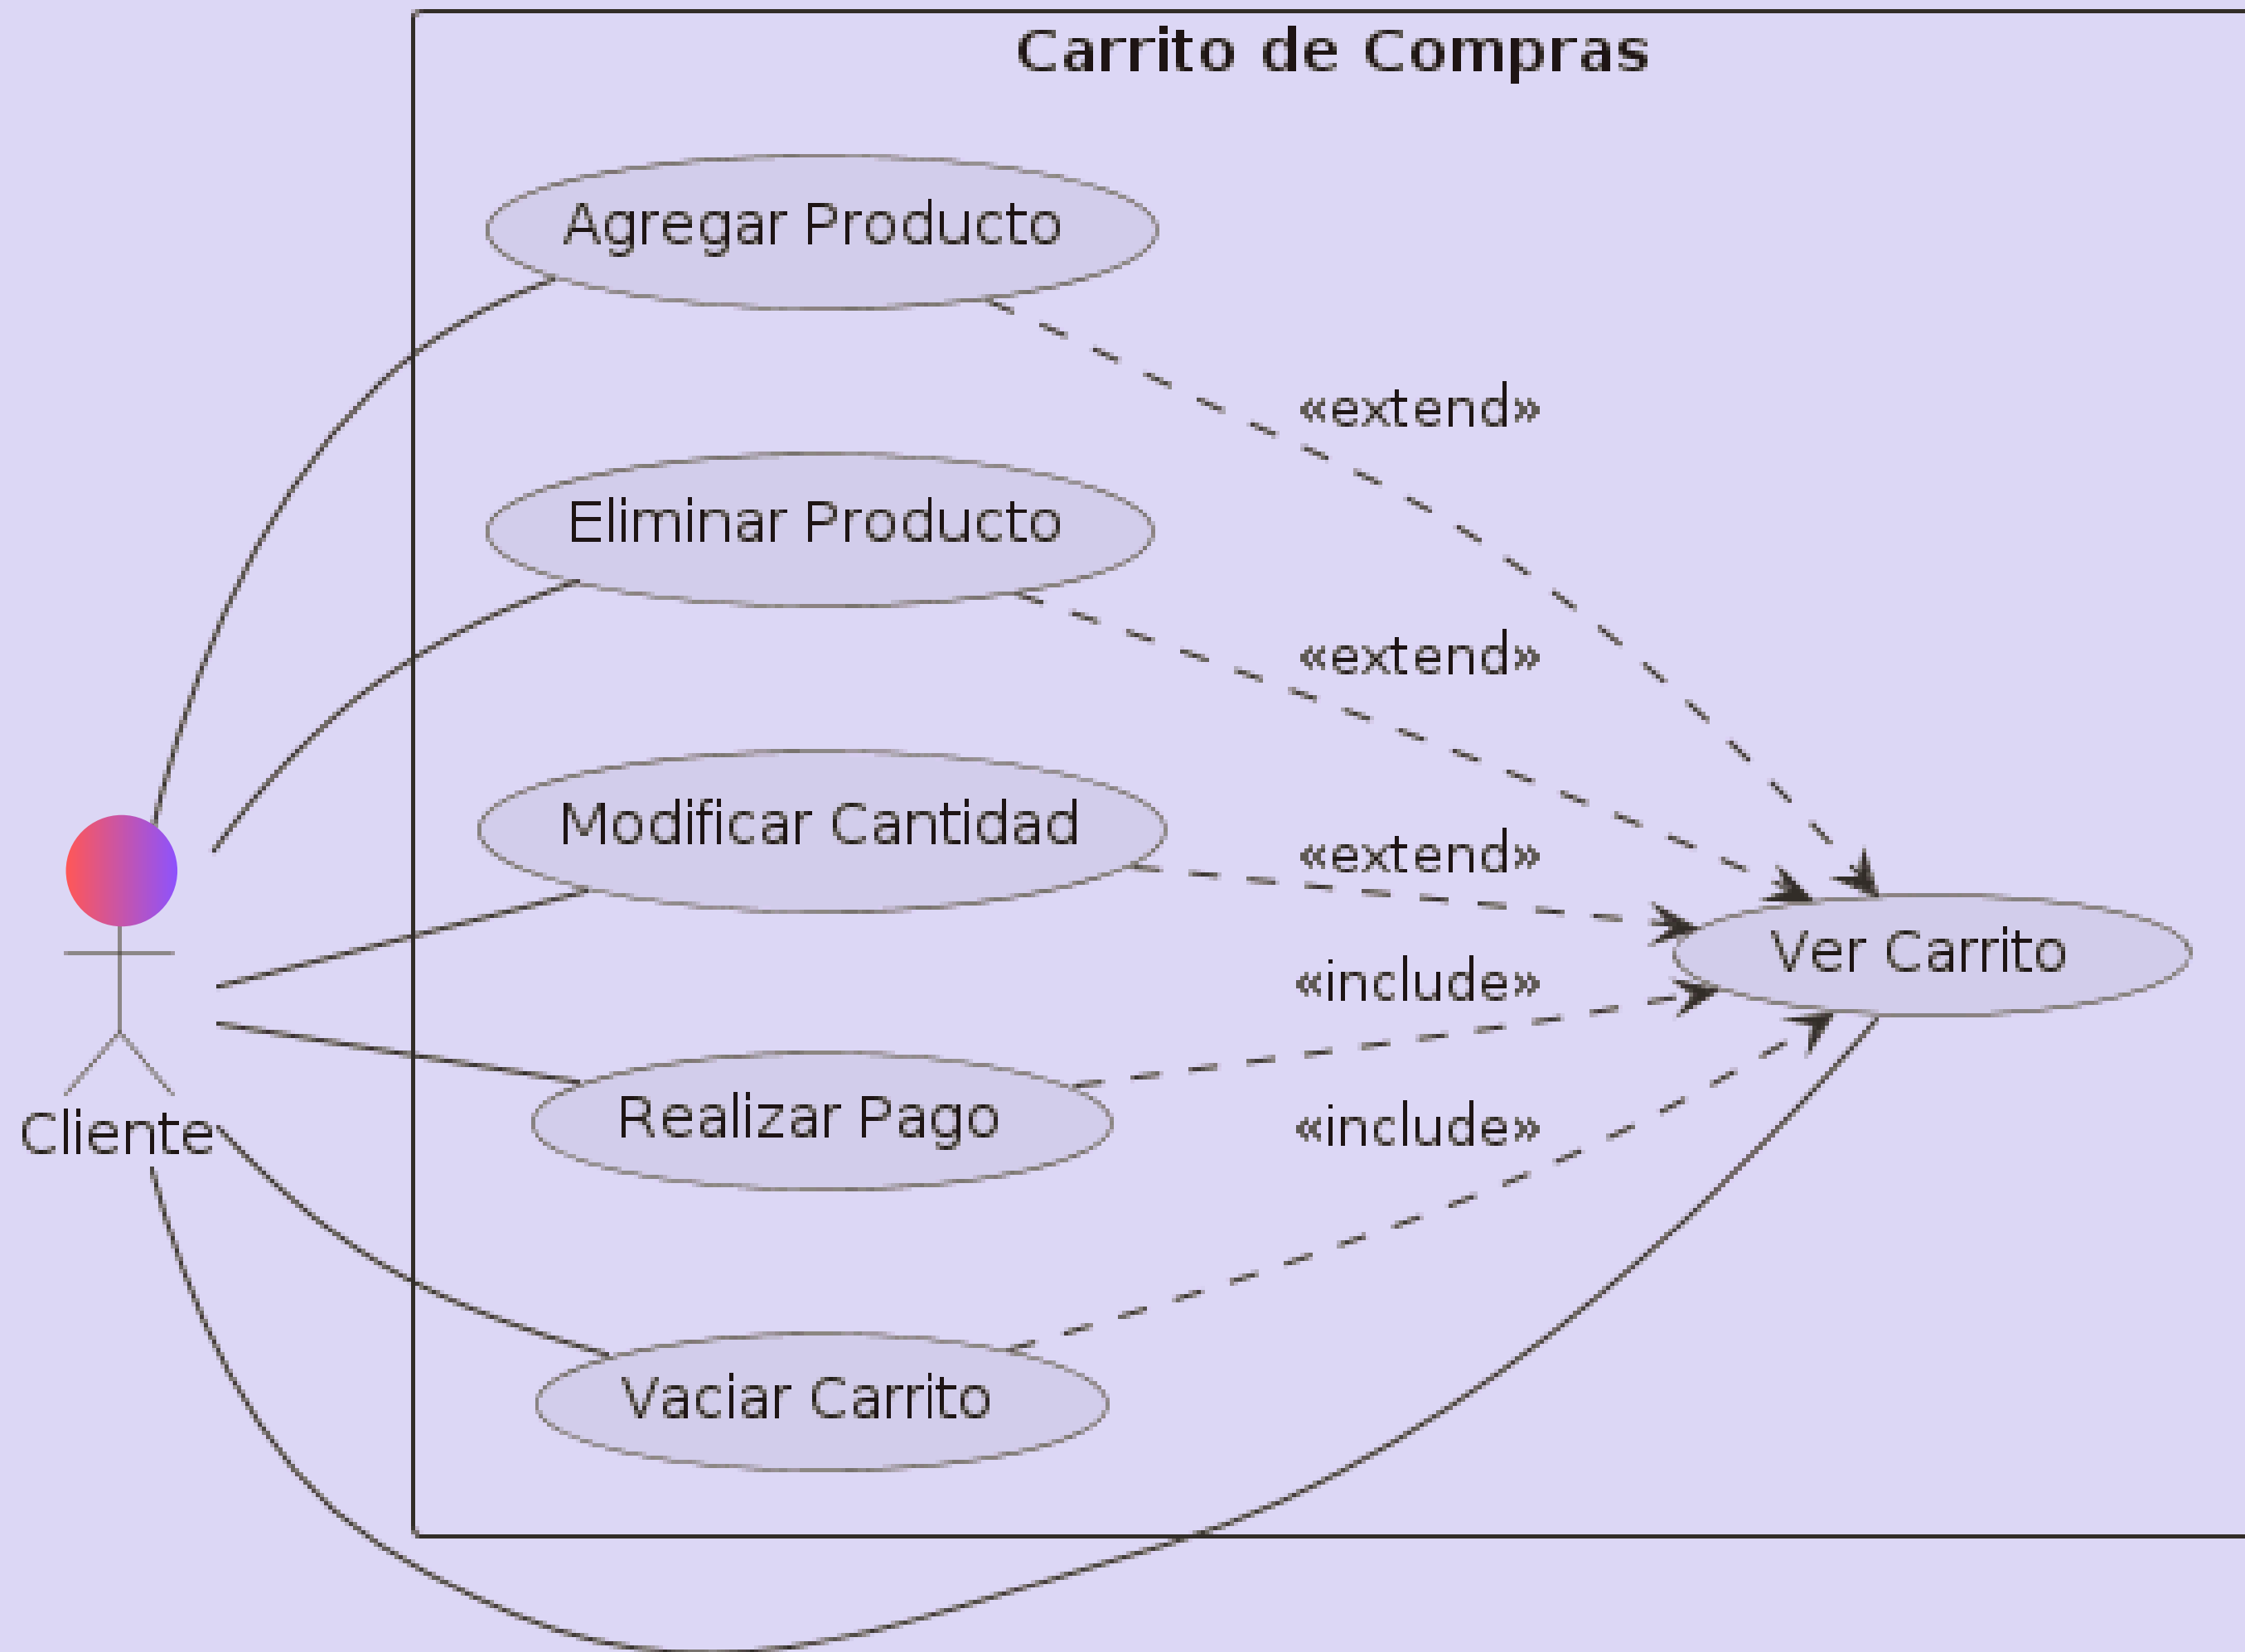 Carrito de Compras
Agregar Producto
«extend»
Eliminar Producto
«extend»
Modificar Cantidad
«extend»
Ver Carrito
«include»
Realizar Pago
«include»
Cliente
Vaciar Carrito